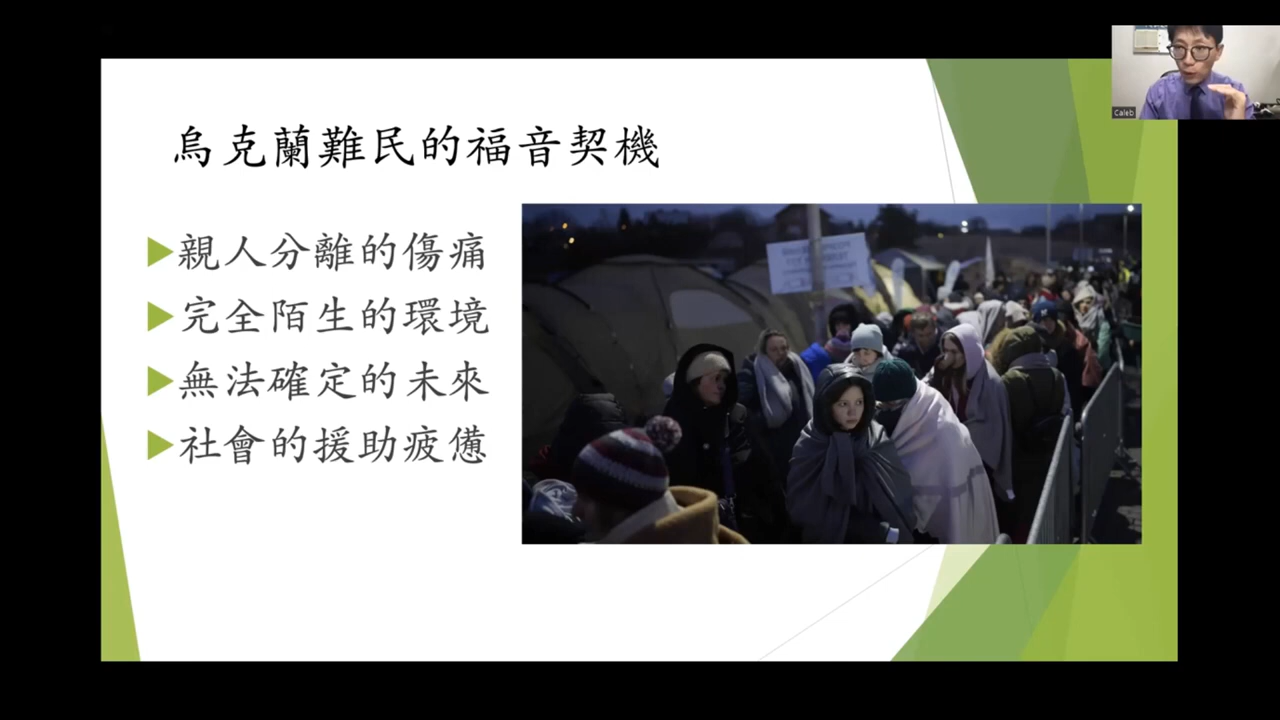 烏克蘭難民的福音契機
親人分離的傷痛
完全陌生的環境
無法確定的未來
社會的援助疲憊
Caleb